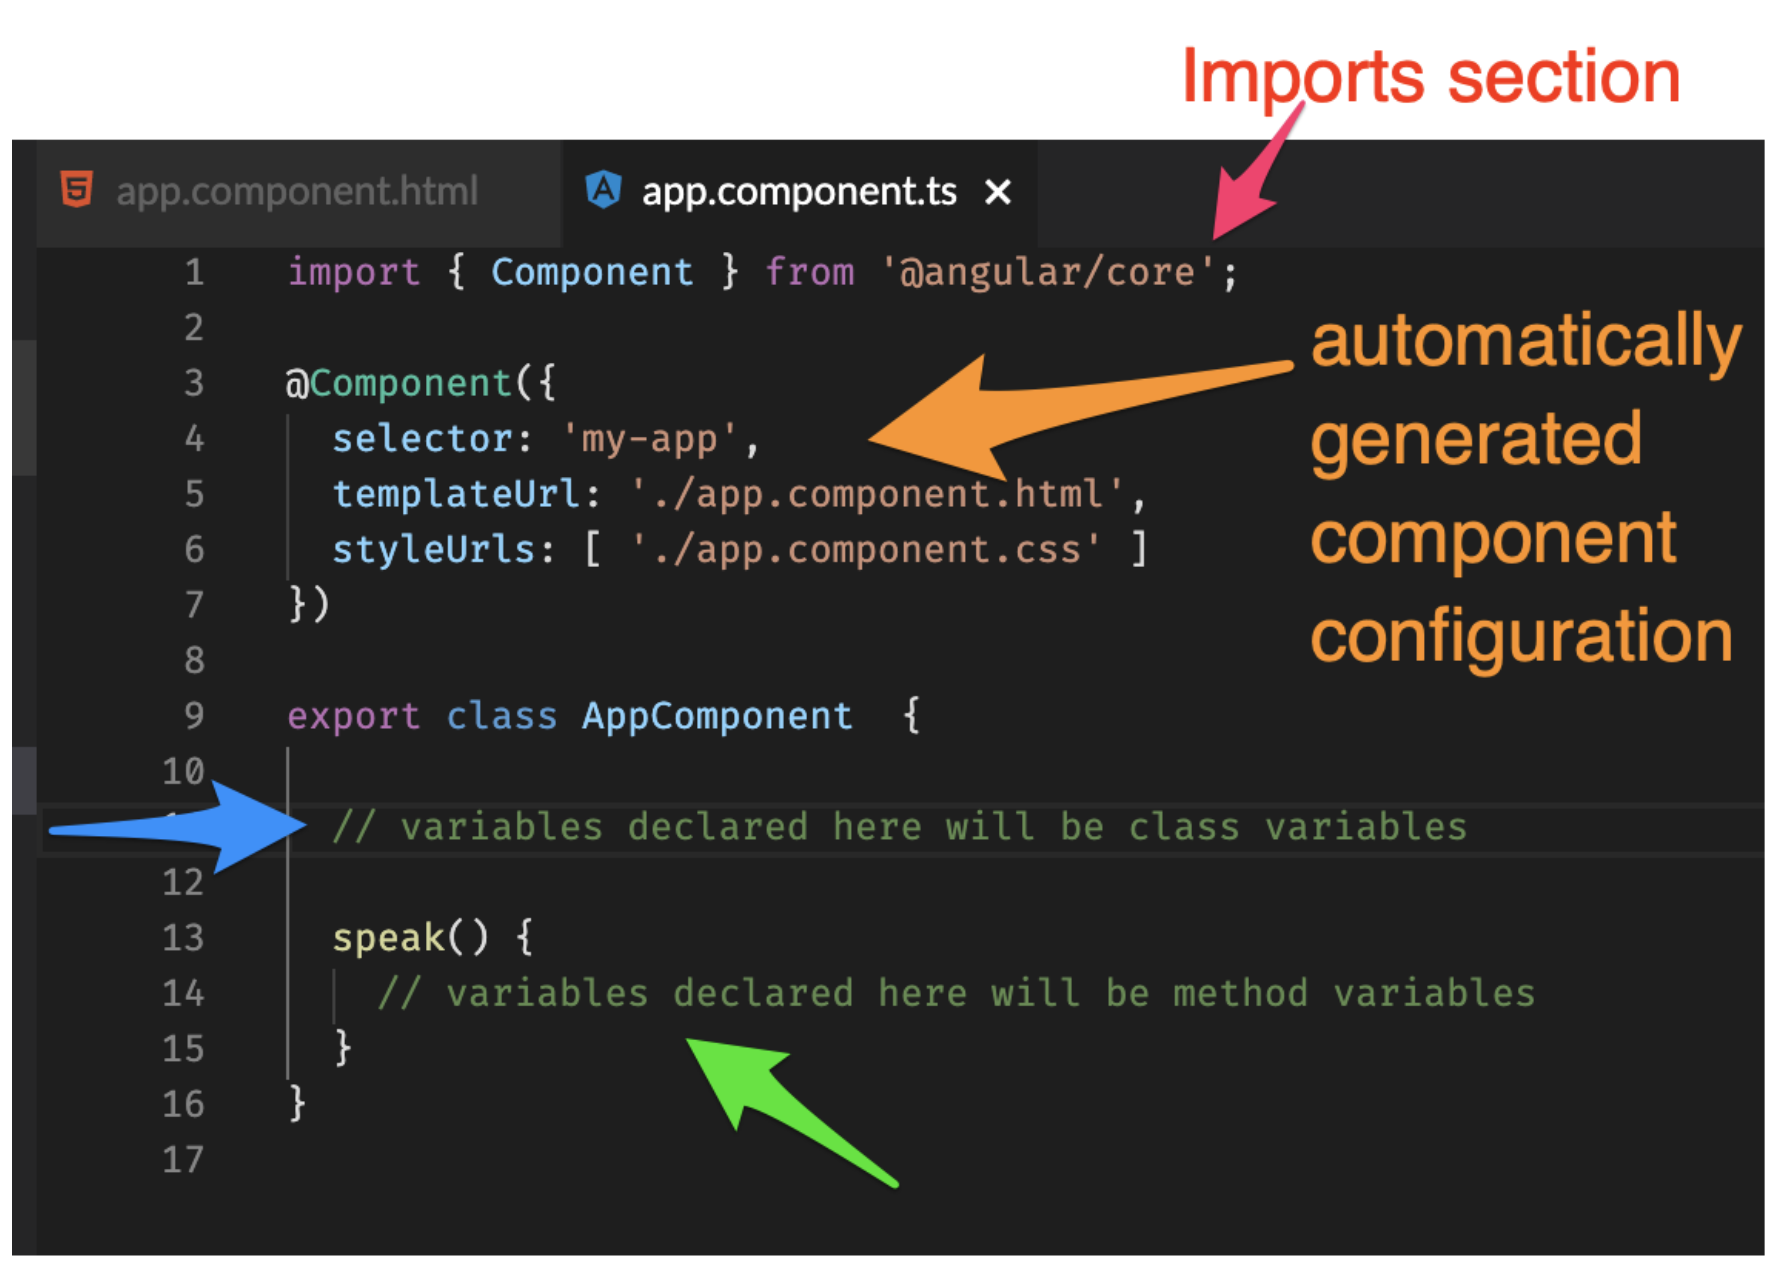 Imports section
app.component.html
app.component.ts
1 import { Component } from '@angular/core';
2
3 @Component({
4 selector: 'my-app',
5 templateUrl: './app.component.html',
6 styleUrls: [ './app.component.css' ]
7 })
8
9 export class AppComponent  {
10
// variables declared here will be class variables
12
13 speak() {
14 // variables declared here will be method variables
15 }
16 }
17
automatically
generated
component
configuration